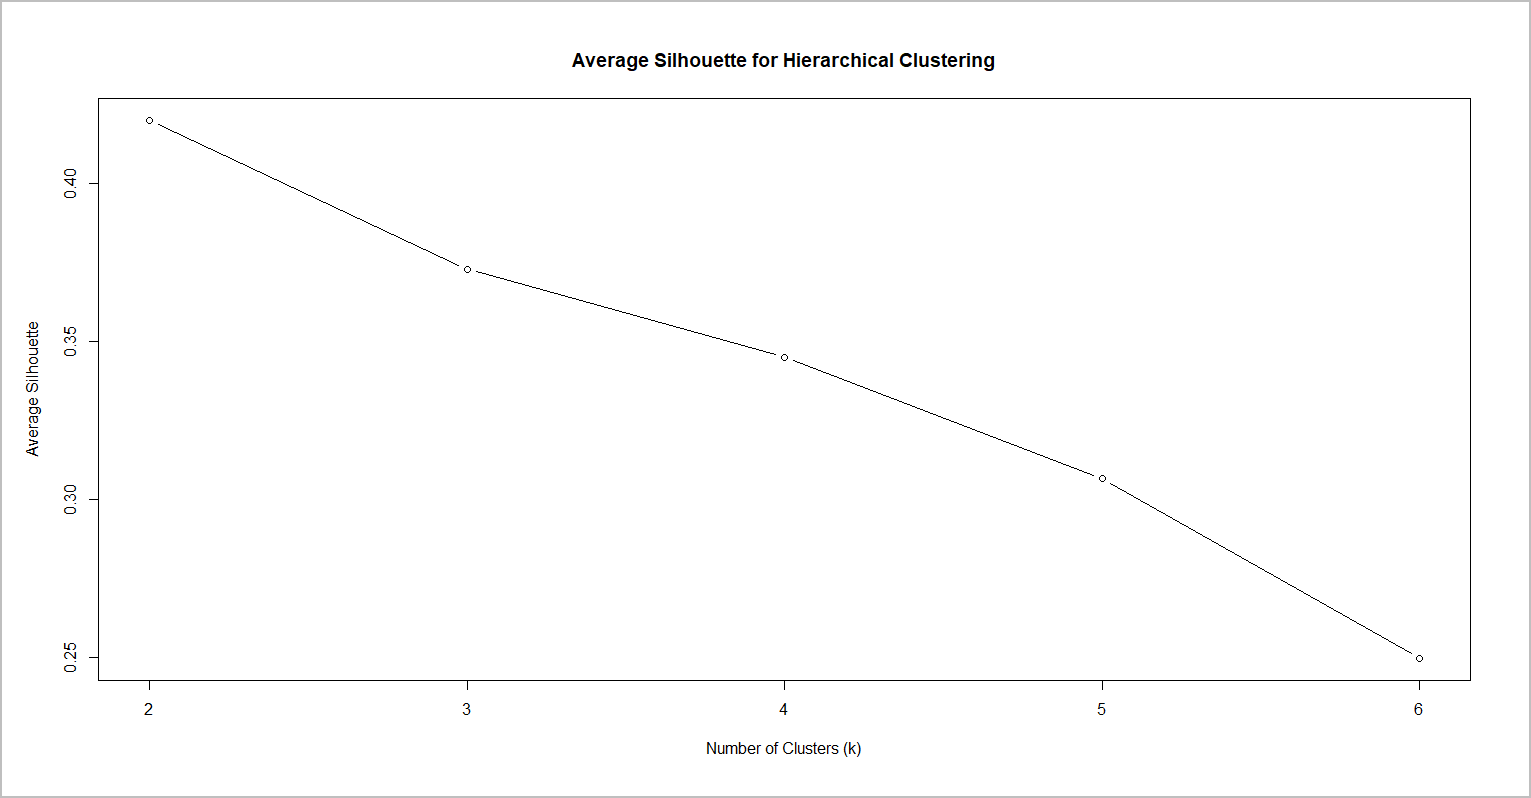 Average Silhouette for Hierarchical Clustering
Average Silhouette
0.40
0.35
0.30
0.25
2 3 4 5 6
Number of Clusters (k)